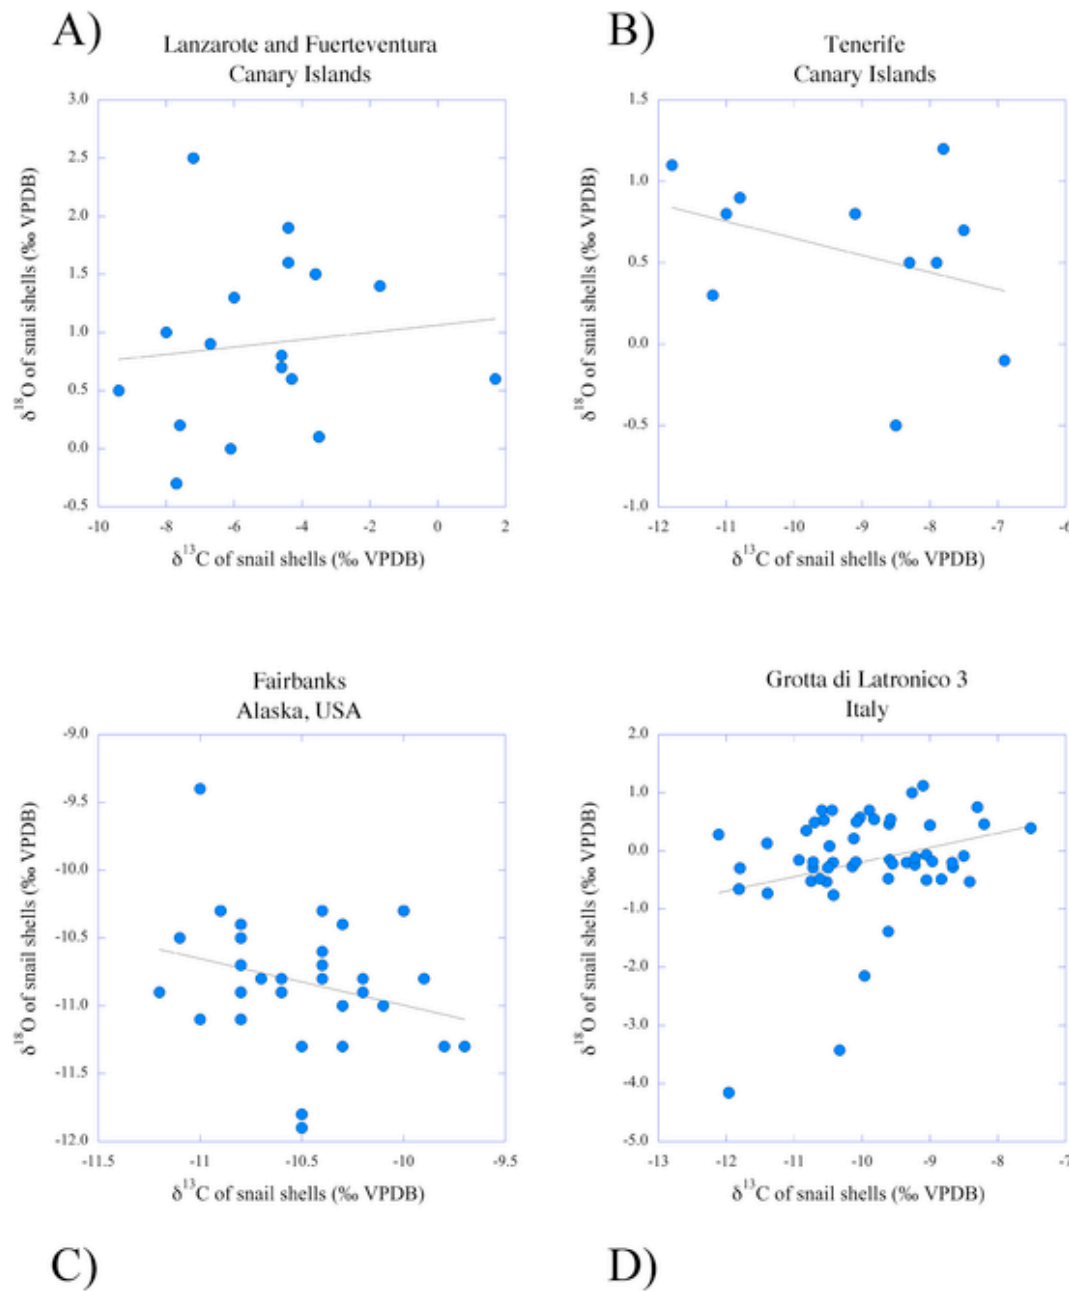 A)
Lanzarote and Fuerteventura
Canary Islands
3.0
2.5
2.0
1.5
1.0
0.5
0.0
-0.5
-10
-8
-6
-4
-2
0
2
δ¹⁸O of snail shells (‰ VPDB)
δ¹³C of snail shells (‰ VPDB)
B)
Tenerife
Canary Islands
1.5
1.0
0.5
0.0
-0.5
-1.0
-12
-11
-10
-9
-8
-7
-6
δ¹⁸O of snail shells (‰ VPDB)
δ¹³C of snail shells (‰ VPDB)
Fairbanks
Alaska, USA
-9.0
-9.5
-10.0
-10.5
-11.0
-11.5
-12.0
-11.5
-11
-10.5
-10
-9.5
δ¹⁸O of snail shells (‰ VPDB)
δ¹³C of snail shells (‰ VPDB)
C)
Grotta di Latronico 3
Italy
2.0
1.0
0.0
-1.0
-2.0
-3.0
-4.0
-5.0
-13
-12
-11
-10
-9
-8
-7
δ¹⁸O of snail shells (‰ VPDB)
δ¹³C of snail shells (‰ VPDB)
D)